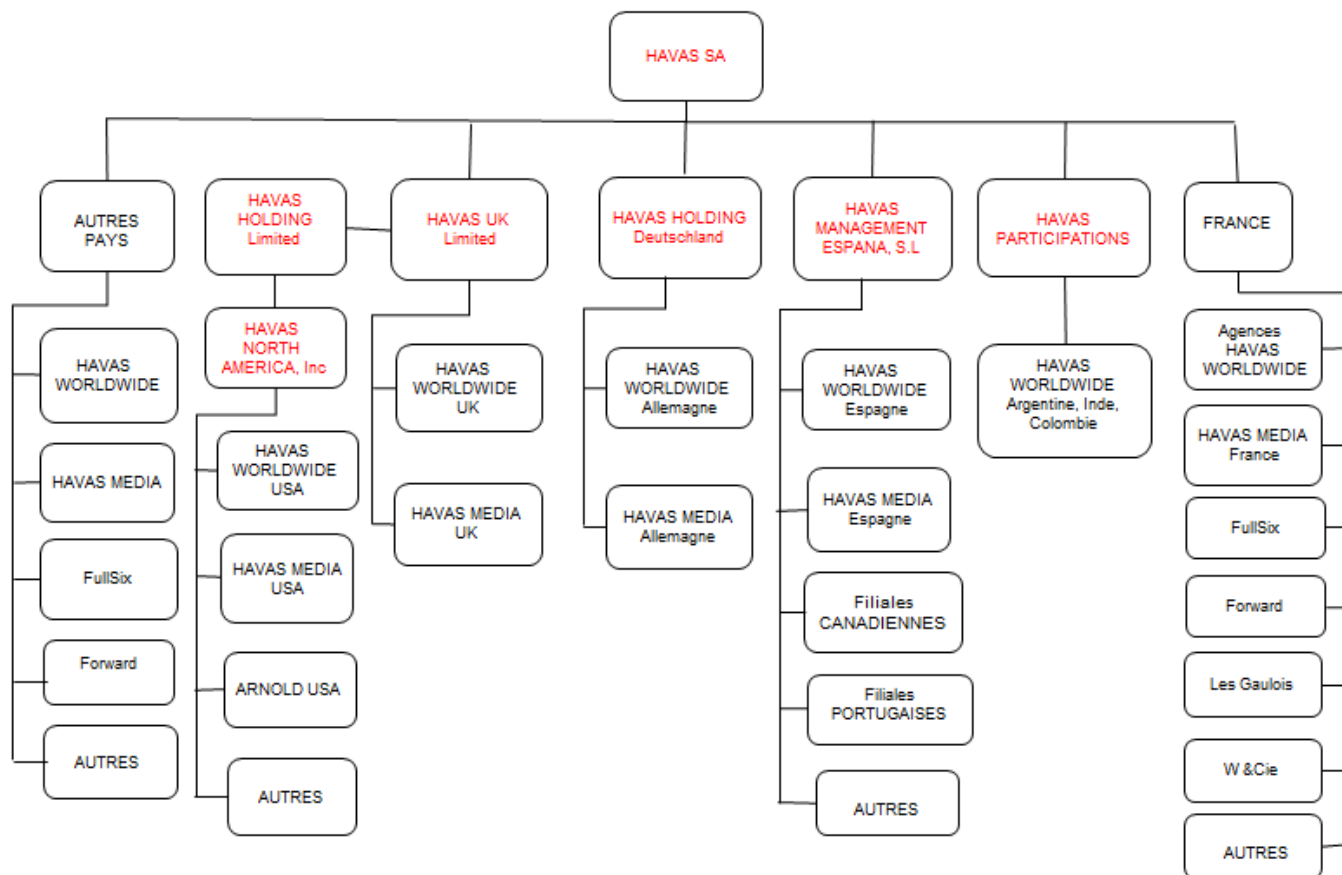 HAVAS SA
AUTRES
PAYS
HAVAS
HOLDING
Limited
HAVAS UK
Limited
HAVAS HOLDING
Deutschland
HAVAS
MANAGEMENT
ESPANA, S.L
HAVAS
PARTICIPATIONS
FRANCE
HAVAS
WORLDWIDE
HAVAS MEDIA
FullSix
Forward
AUTRES
HAVAS
NORTH
AMERICA, Inc
HAVAS
WORLDWIDE
USA
HAVAS MEDIA
USA
ARNOLD USA
AUTRES
HAVAS
WORLDWIDE
UK
HAVAS MEDIA
UK
HAVAS
WORLDWIDE
Allemagne
HAVAS MEDIA
Allemagne
HAVAS
WORLDWIDE
Espagne
HAVAS MEDIA
Espagne
Filiales
CANADIENNES
Filiales
PORTUGAISES
AUTRES
HAVAS
WORLDWIDE
Argentine, Inde,
Colombie
Agences
HAVAS
WORLDWIDE
HAVAS MEDIA
France
FullSix
Forward
Les Gaulois
W &Cie
AUTRES